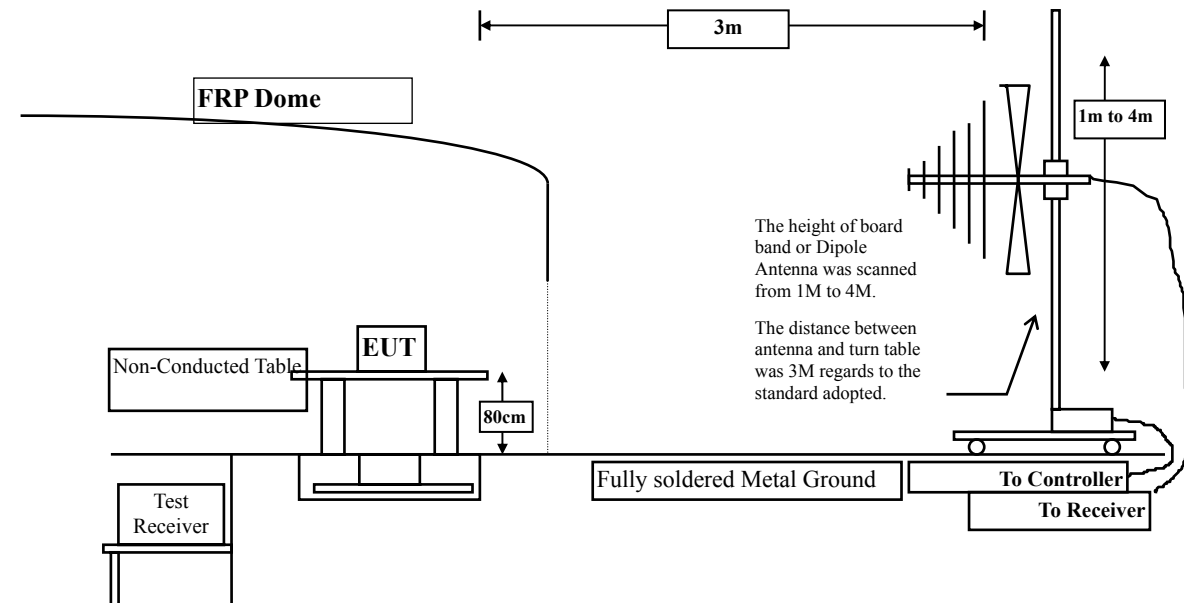 3m
FRP Dome
1m to 4m
The height of board
band or Dipole
Antenna was scanned
from 1M to 4M.
The distance between
antenna and turn table
was 3M regards to the
standard adopted.
EUT
Non-Conducted Table
80cm
Fully soldered Metal Ground
To Controller
To Receiver
Test
Receiver